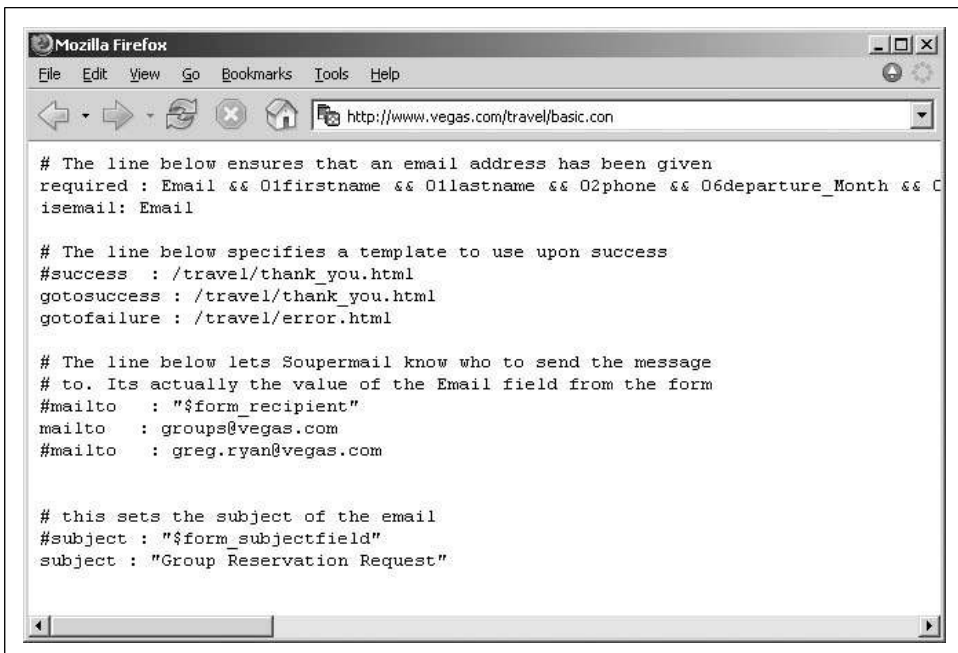 Mozilla Firefox
File Edit View Go Bookmarks Tools Help
http://www.vegas.com/travel/basic.con
# The line below ensures that an email address has been given
required : Email && 01firstname && 01lastname && 02phone && 06departure_Month &&
isemail: Email
# The line below specifies a template to use upon success
#success : /travel/thank_you.html
gotosuccess : /travel/thank_you.html
gotofailure : /travel/error.html
# The line below lets Soupermail know who to send the message
# to. Its actually the value of the Email field from the form
#mailto : "$form_recipient"
mailto : groups@vegas.com
#mailto : greg.ryan@vegas.com
# this sets the subject of the email
#subject : "$form_subjectfield"
subject : "Group Reservation Request"